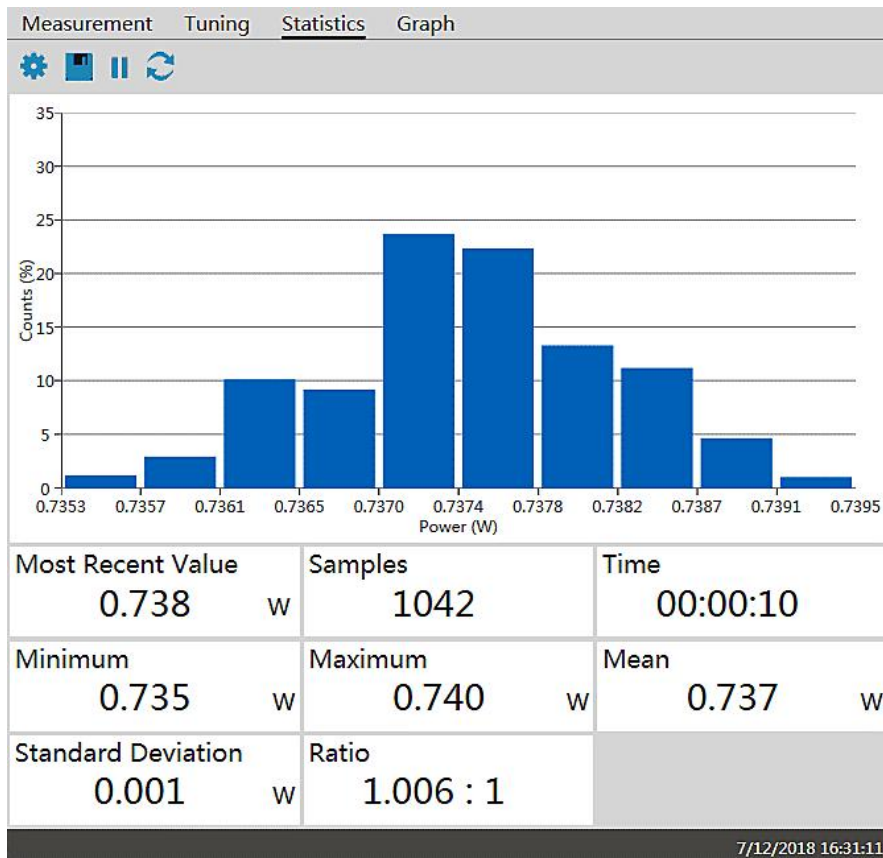 Measurement Tuning Statistics Graph
35
30
25
20
15
10
5
0
Counts (%)
0.7353 0.7357 0.7361 0.7365 0.7370 0.7374 0.7378 0.7382 0.7387 0.7391 0.7395
Power (W)
Most Recent Value Samples Time
0.738 W 1042 00:00:10
Minimum Maximum Mean
0.735 W 0.740 W 0.737 W
Standard Deviation Ratio
0.001 W 1.006 : 1
7/12/2018 16:31:11